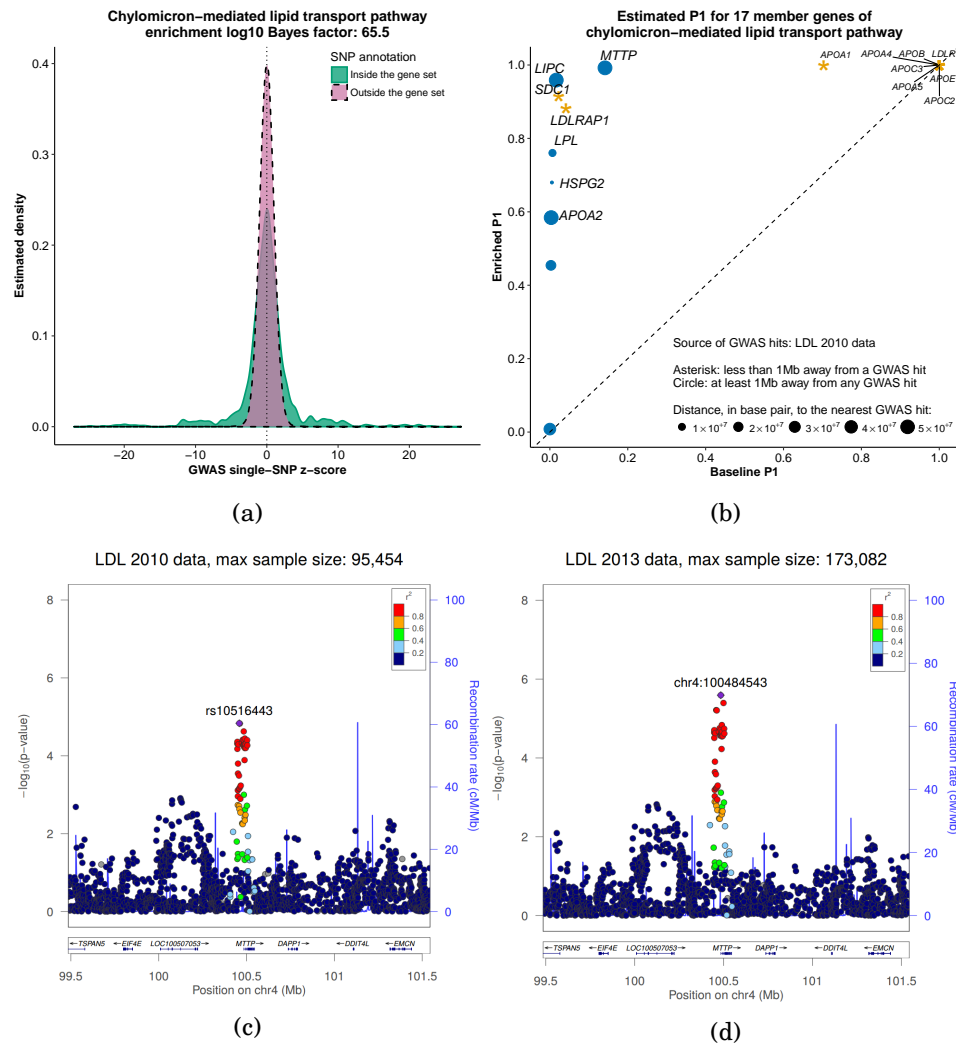 Chylomicron−mediated lipid transport pathway
enrichment log10 Bayes factor: 65.5
SNP annotation
Inside the gene set
Outside the gene set
0.4
0.3
0.2
0.1
0.0
Estimated density
−20
−10
0
10
20
GWAS single−SNP z−score
(a)
Estimated P1 for 17 member genes of
chylomicron−mediated lipid transport pathway
1.0
0.8
0.6
0.4
0.2
0.0
Enriched P1
MTTP
LIPC
SDC1
LDLRAP1
LPL
HSPG2
APOA2
APOA1
APOA4
APOB
LDLR
APOC3
APOE
APOA5
APOC2
Source of GWAS hits: LDL 2010 data
Asterisk: less than 1Mb away from a GWAS hit
Circle: at least 1Mb away from any GWAS hit
Distance, in base pair, to the nearest GWAS hit:
1×10⁺⁷ 2×10⁺⁷ 3×10⁺⁷ 4×10⁺⁷ 5×10⁺⁷
0.0
0.2
0.4
0.6
0.8
1.0
Baseline P1
(b)
LDL 2010 data, max sample size: 95,454
8
6
4
2
0
−log₁₀(p−value)
r²
0.8
0.6
0.4
0.2
rs10516443
100
80
60
40
20
0
Recombination rate (cM/Mb)
←TSPAN5
←EIF4E
LOC100507053→
MTTP→
DAPP1→
←DDIT4L
←EMCN
99.5
100
100.5
101
101.5
Position on chr4 (Mb)
(c)
LDL 2013 data, max sample size: 173,082
8
6
4
2
0
−log₁₀(p−value)
r²
0.8
0.6
0.4
0.2
chr4:100484543
100
80
60
40
20
0
Recombination rate (cM/Mb)
←TSPAN5
←EIF4E
LOC100507053→
MTTP→
DAPP1→
←DDIT4L
←EMCN
99.5
100
100.5
101
101.5
Position on chr4 (Mb)
(d)